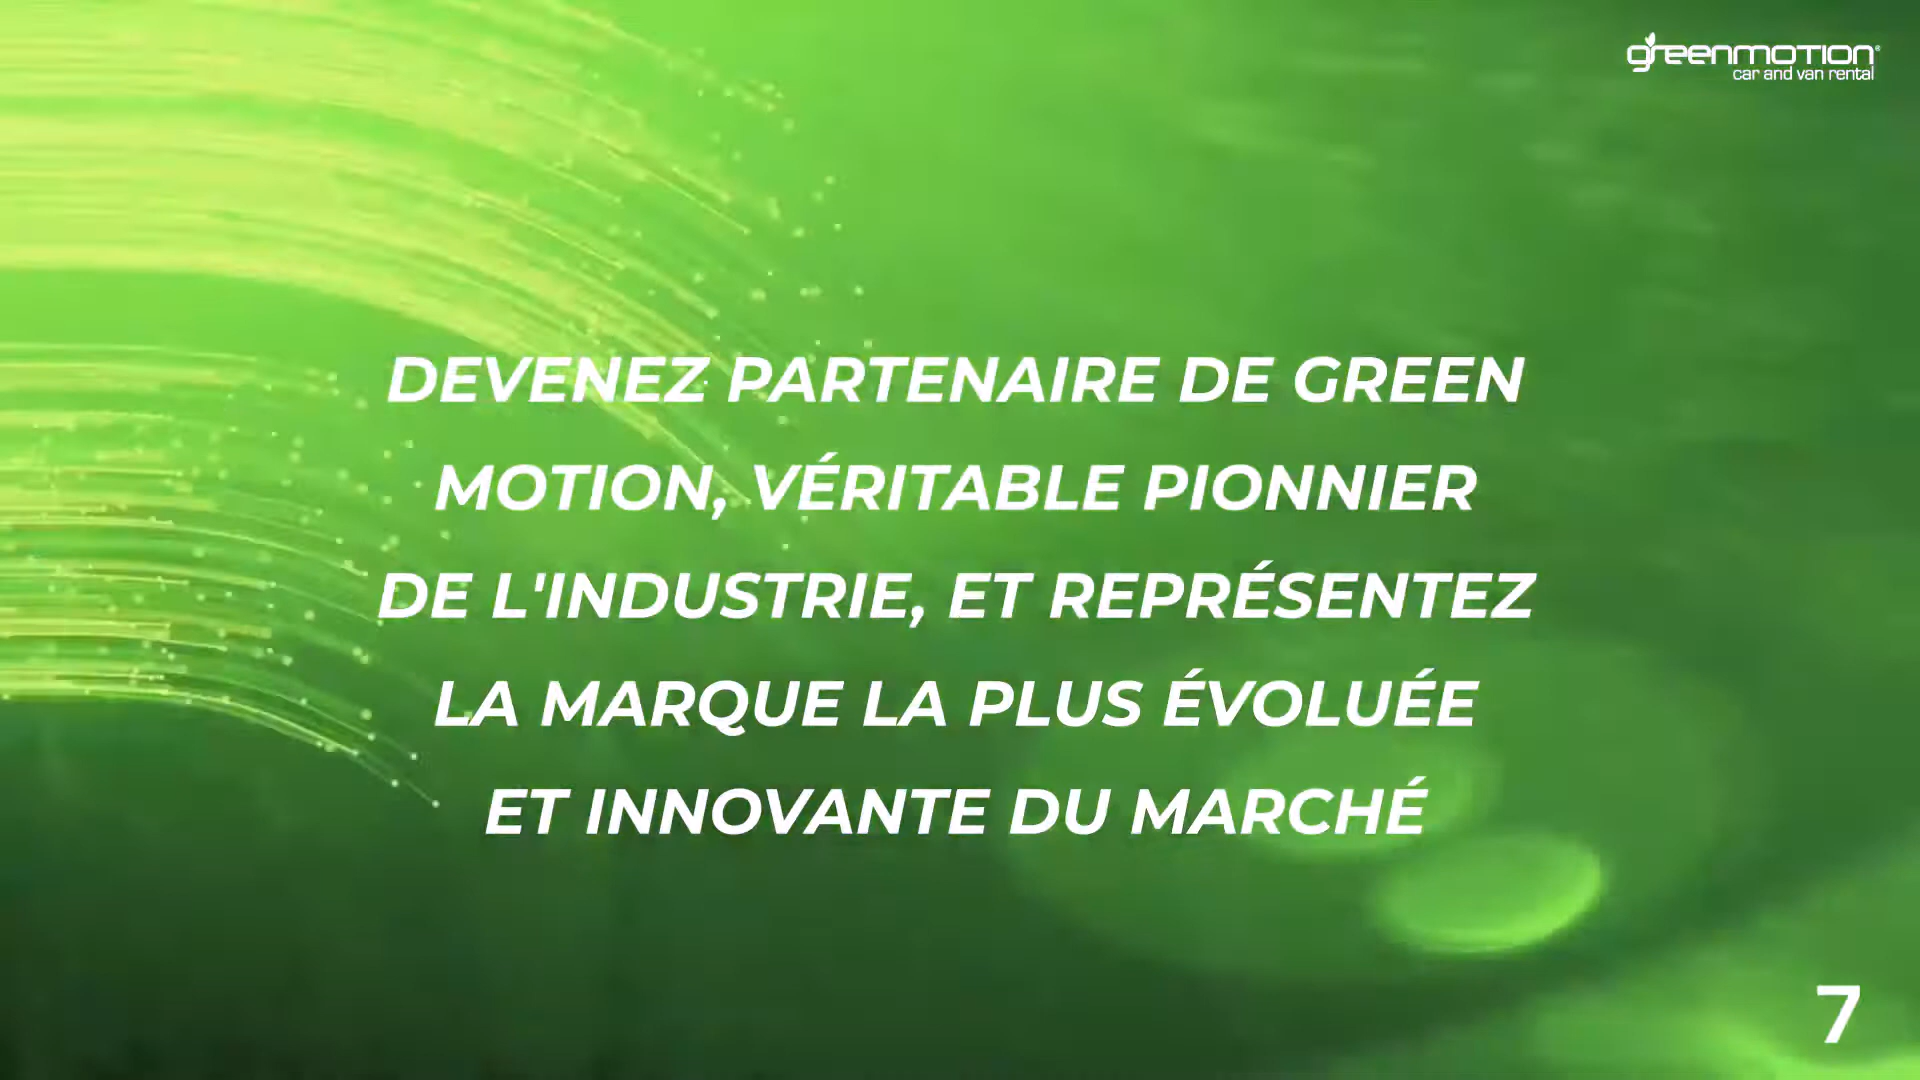 greenmotion®
car and van rental
DEVENEZ PARTENAIRE DE GREEN
MOTION, VÉRITABLE PIONNIER
DE L'INDUSTRIE, ET REPRÉSENTEZ
LA MARQUE LA PLUS ÉVOLUÉE
ET INNOVANTE DU MARCHÉ
7